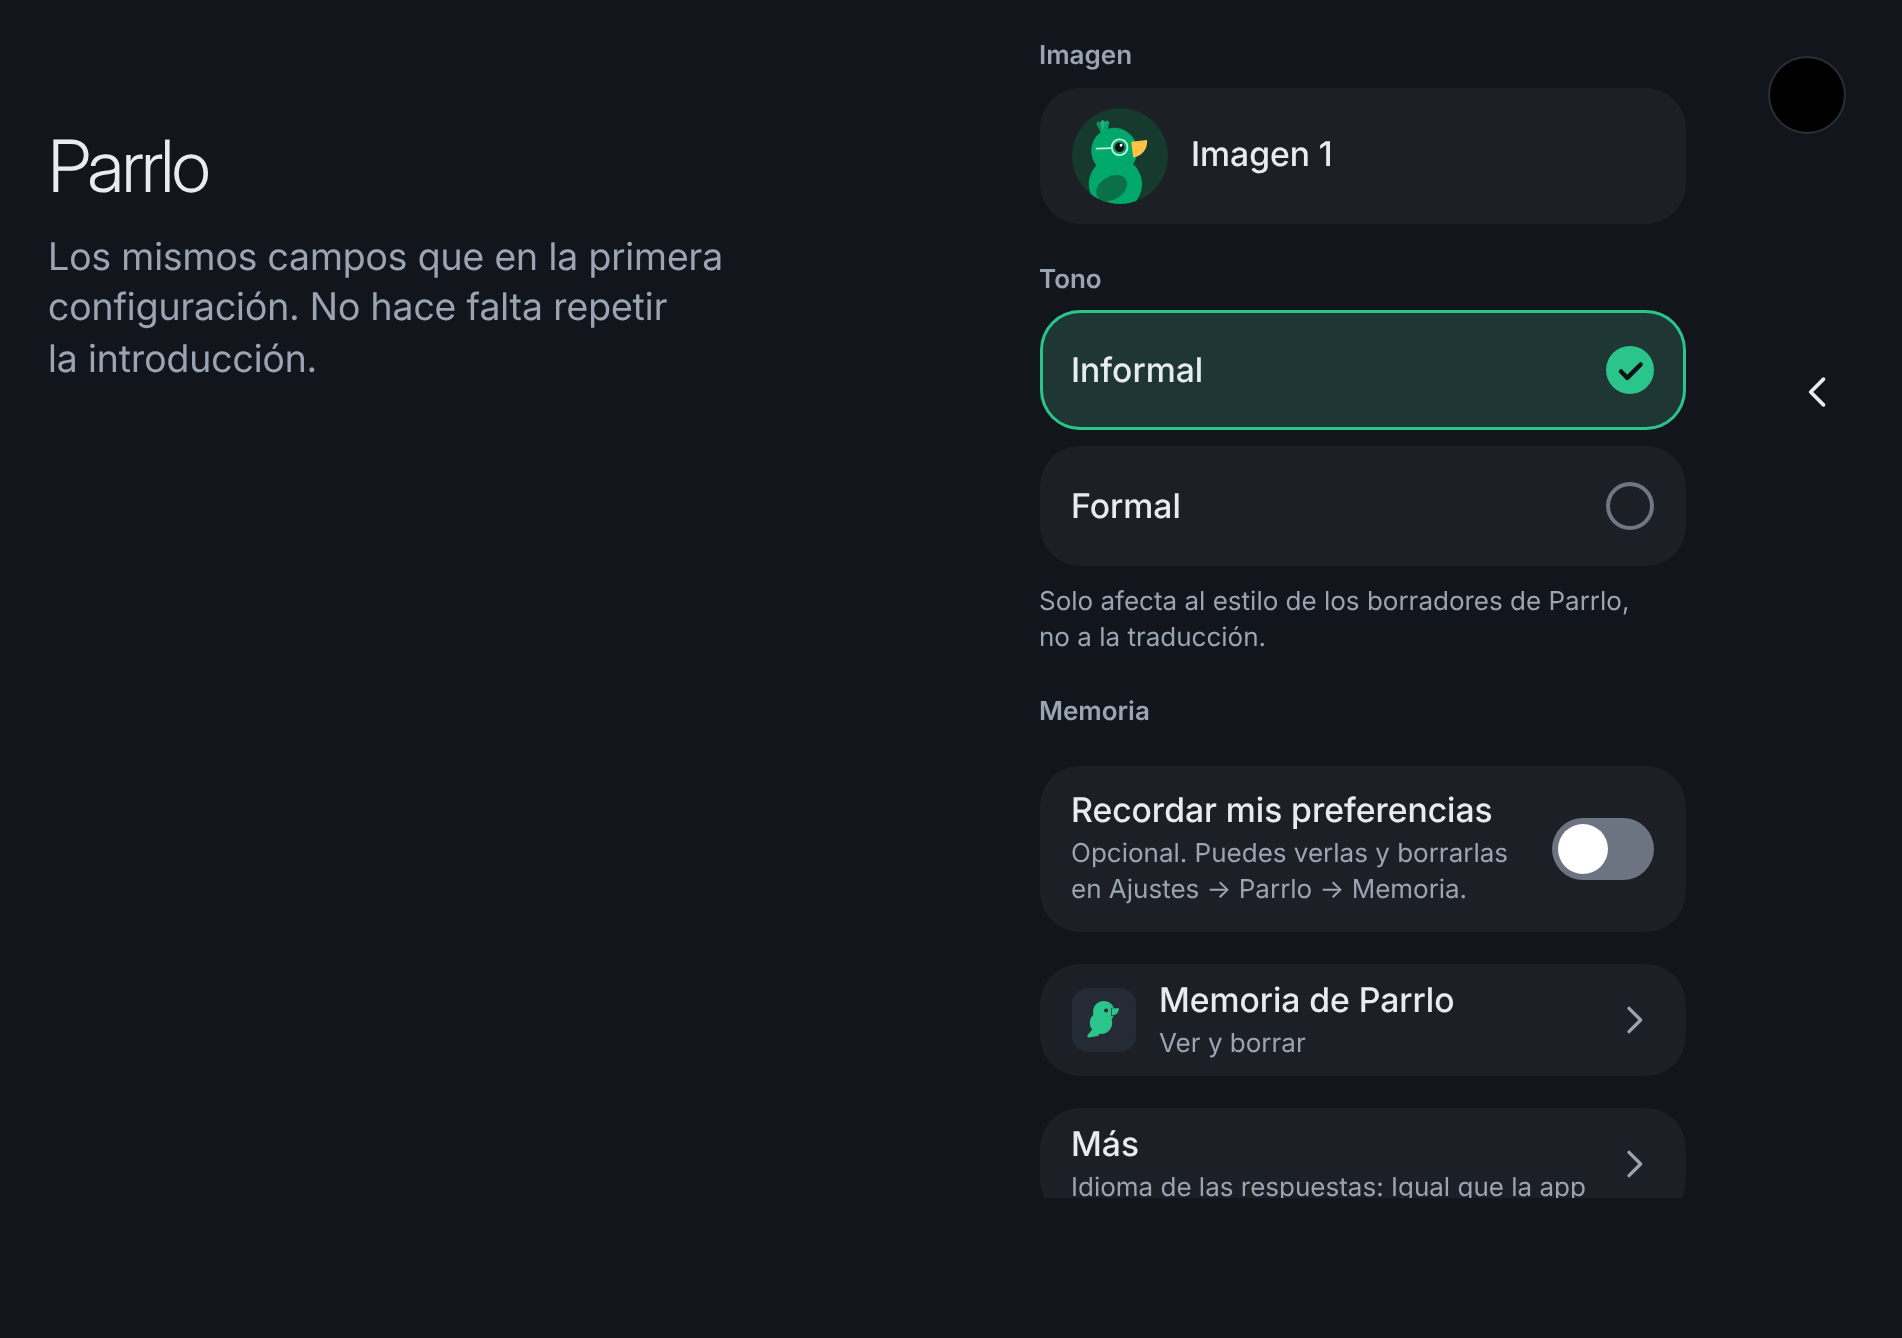 Parrlo
Los mismos campos que en la primera
configuración. No hace falta repetir
la introducción.
Imagen
Imagen 1
Tono
Informal
Formal
Solo afecta al estilo de los borradores de Parrlo,
no a la traducción.
Memoria
Recordar mis preferencias
Opcional. Puedes verlas y borrarlas
en Ajustes → Parrlo → Memoria.
Memoria de Parrlo
Ver y borrar
Más
Idioma de las respuestas: Igual que la app